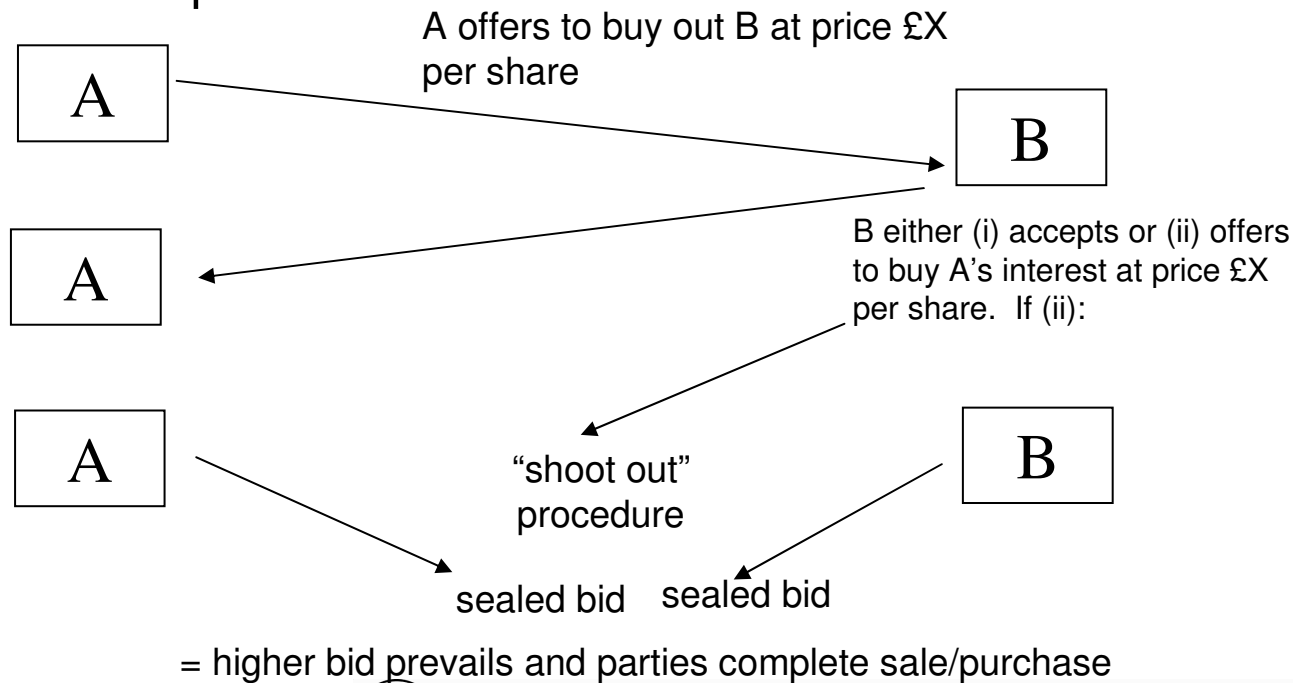 A offers to buy out B at price £X
per share
A
B
B either (i) accepts or (ii) offers
to buy A’s interest at price £X
per share.  If (ii):
A
A
“shoot out”
procedure
B
sealed bid
sealed bid
= higher bid prevails and parties complete sale/purchase